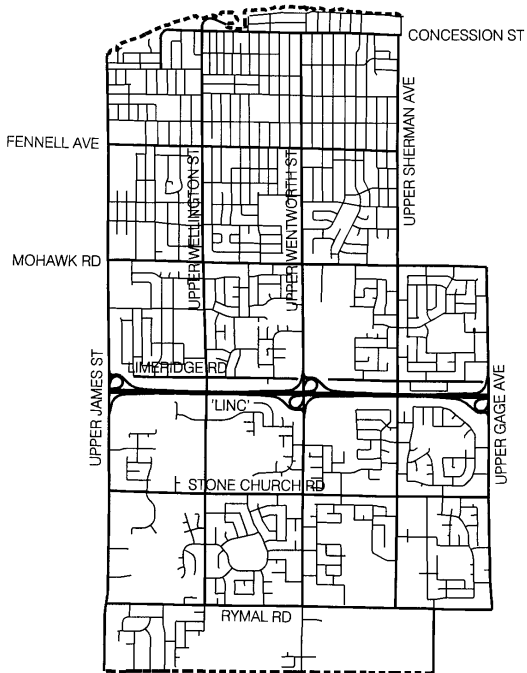 CONCESSION ST
FENNELL AVE
UPPER SHERMAN AVE
UPPER WELLINGTON ST
UPPER WENTWORTH ST
MOHAWK RD
LIMERIDGE RD
UPPER JAMES ST
'LINC'
UPPER GAGE AVE
STONE CHURCH RD
RYMAL RD